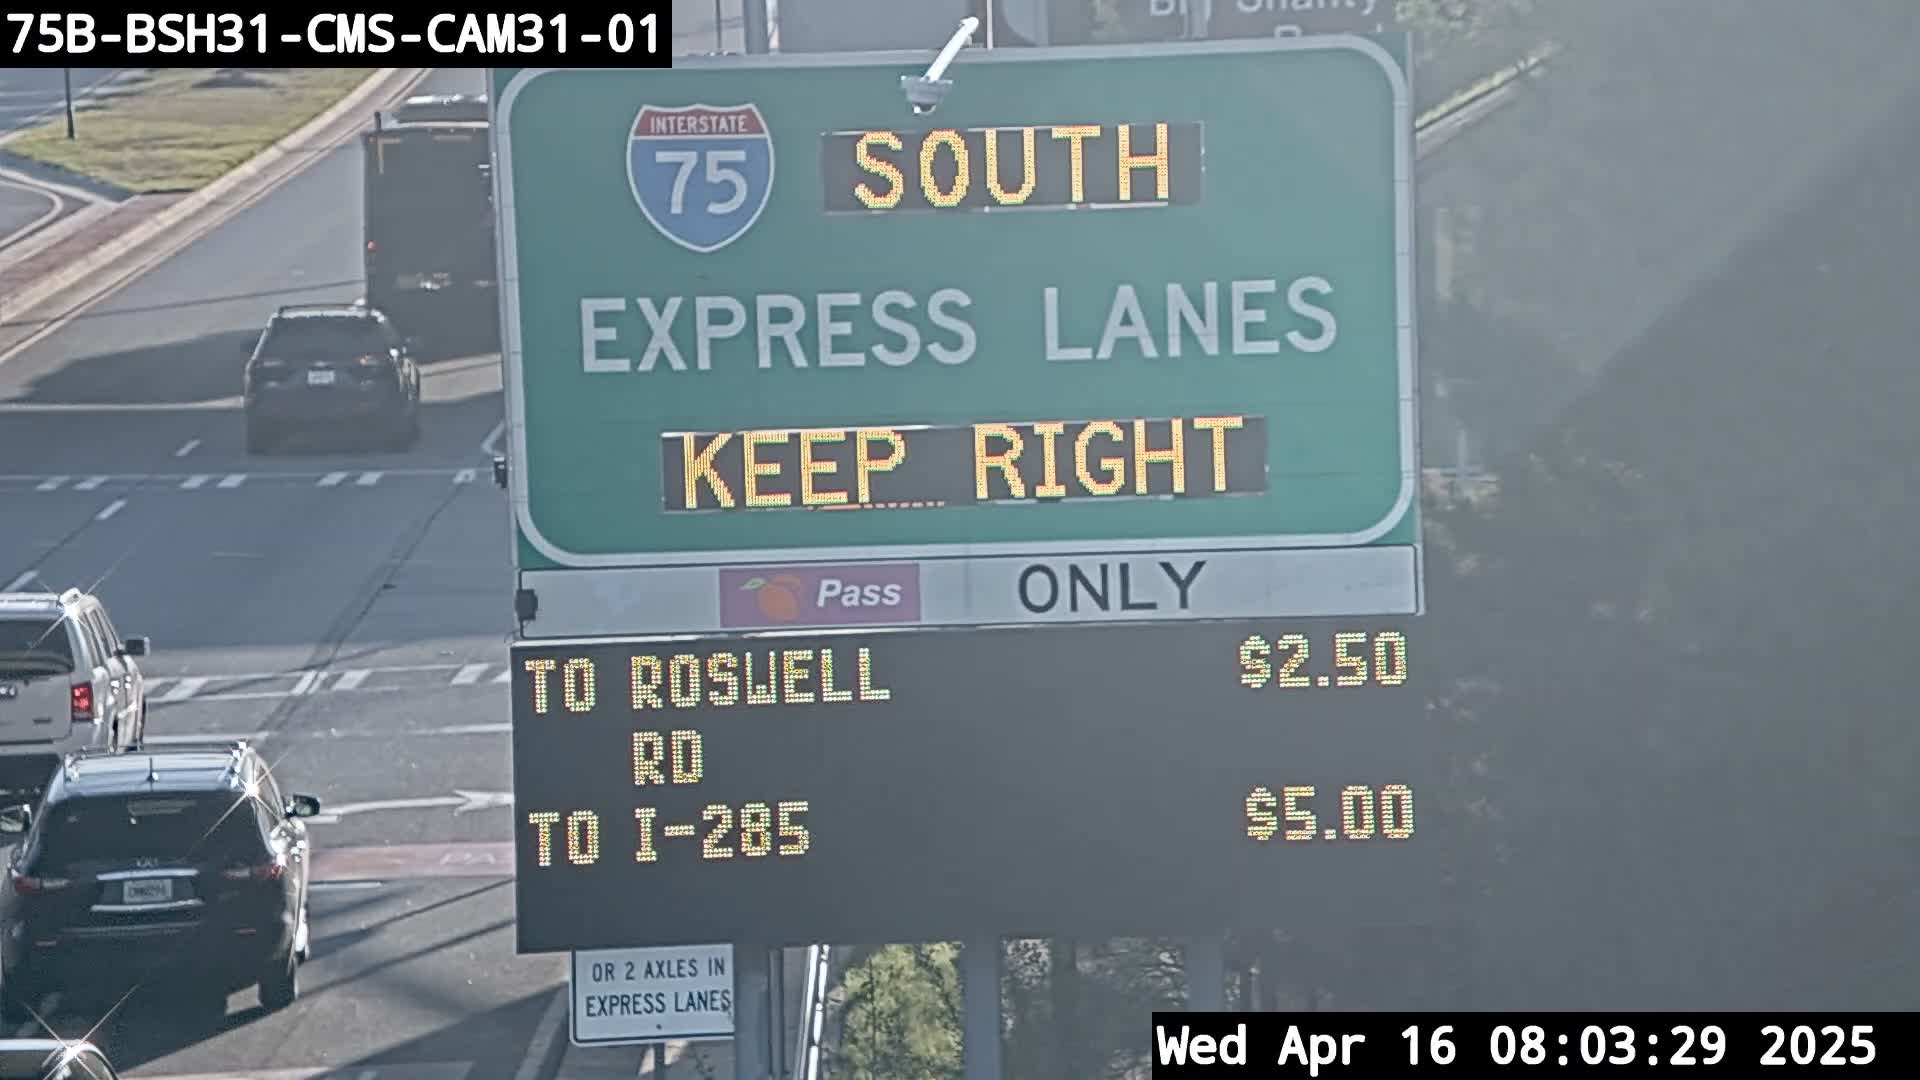 75B-BSH31-CMS-CAM31-01
Shanty
INTERSTATE
75
SOUTH
EXPRESS LANES
KEEP RIGHT
Pass ONLY
TO ROSWELL $2.50
RD
TO I-285 $5.00
OR 2 AXLES IN
EXPRESS LANES
Wed Apr 16 08:03:29 2025